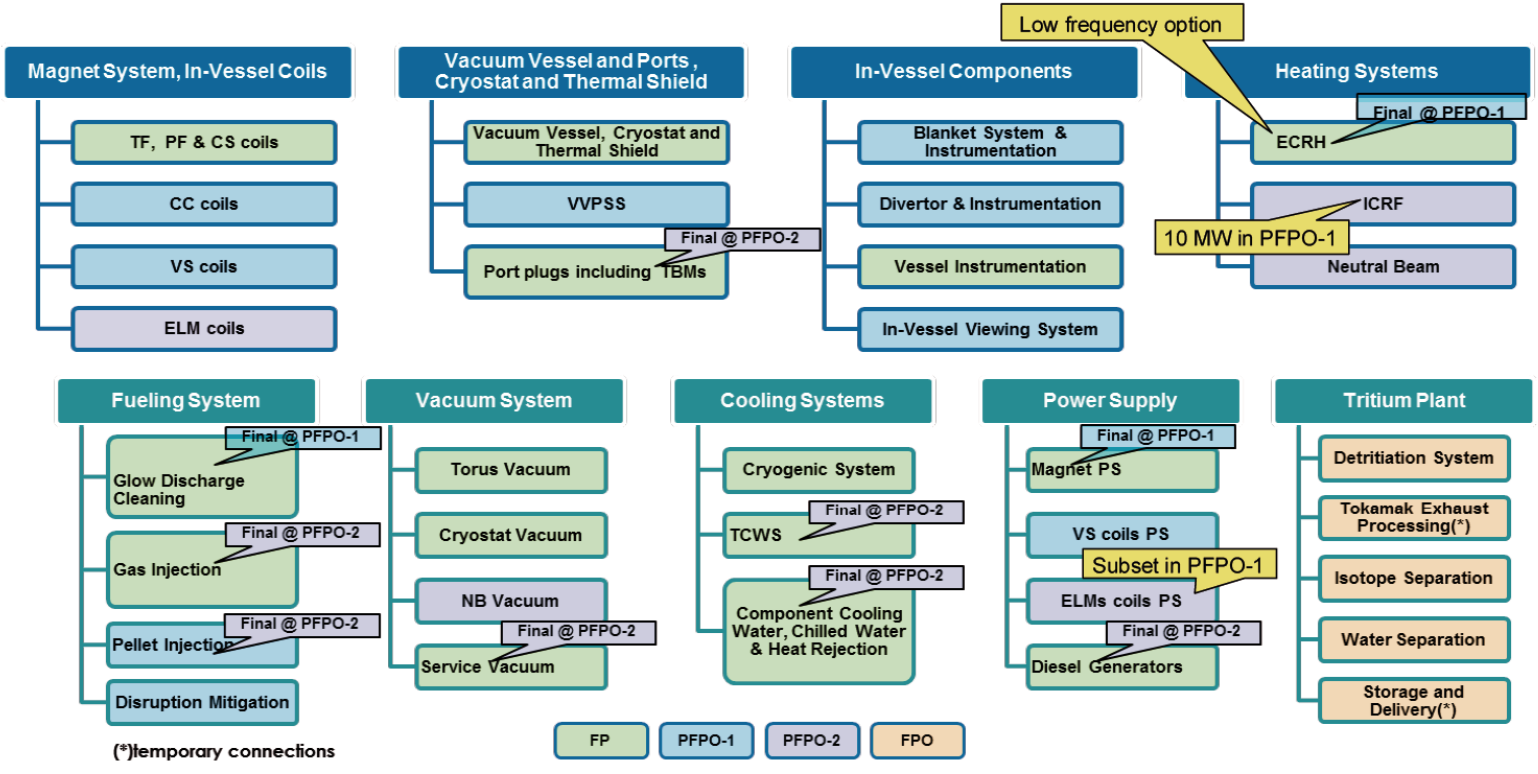 Low frequency option
Magnet System, In-Vessel Coils
TF, PF & CS coils
CC coils
VS coils
ELM coils
Vacuum Vessel and Ports ,
Cryostat and Thermal Shield
Vacuum Vessel, Cryostat and
Thermal Shield
VVPSS
Final @ PFPO-2
Port plugs including TBMs
In-Vessel Components
Blanket System &
Instrumentation
Divertor & Instrumentation
Vessel Instrumentation
In-Vessel Viewing System
Heating Systems
Final @ PFPO-1
ECRH
ICRF
10 MW in PFPO-1
Neutral Beam
Fueling System
Final @ PFPO-1
Glow Discharge
Cleaning
Final @ PFPO-2
Gas Injection
Final @ PFPO-2
Pellet Injection
Disruption Mitigation
Vacuum System
Torus Vacuum
Cryostat Vacuum
NB Vacuum
Final @ PFPO-2
Service Vacuum
Cooling Systems
Cryogenic System
Final @ PFPO-2
TCWS
Final @ PFPO-2
Component Cooling
Water, Chilled Water
& Heat Rejection
Power Supply
Final @ PFPO-1
Magnet PS
VS coils PS
Subset in PFPO-1
ELMs coils PS
Final @ PFPO-2
Diesel Generators
Tritium Plant
Detritiation System
Tokamak Exhaust
Processing(*)
Isotope Separation
Water Separation
Storage and
Delivery(*)
(*)temporary connections
FP
PFPO-1
PFPO-2
FPO